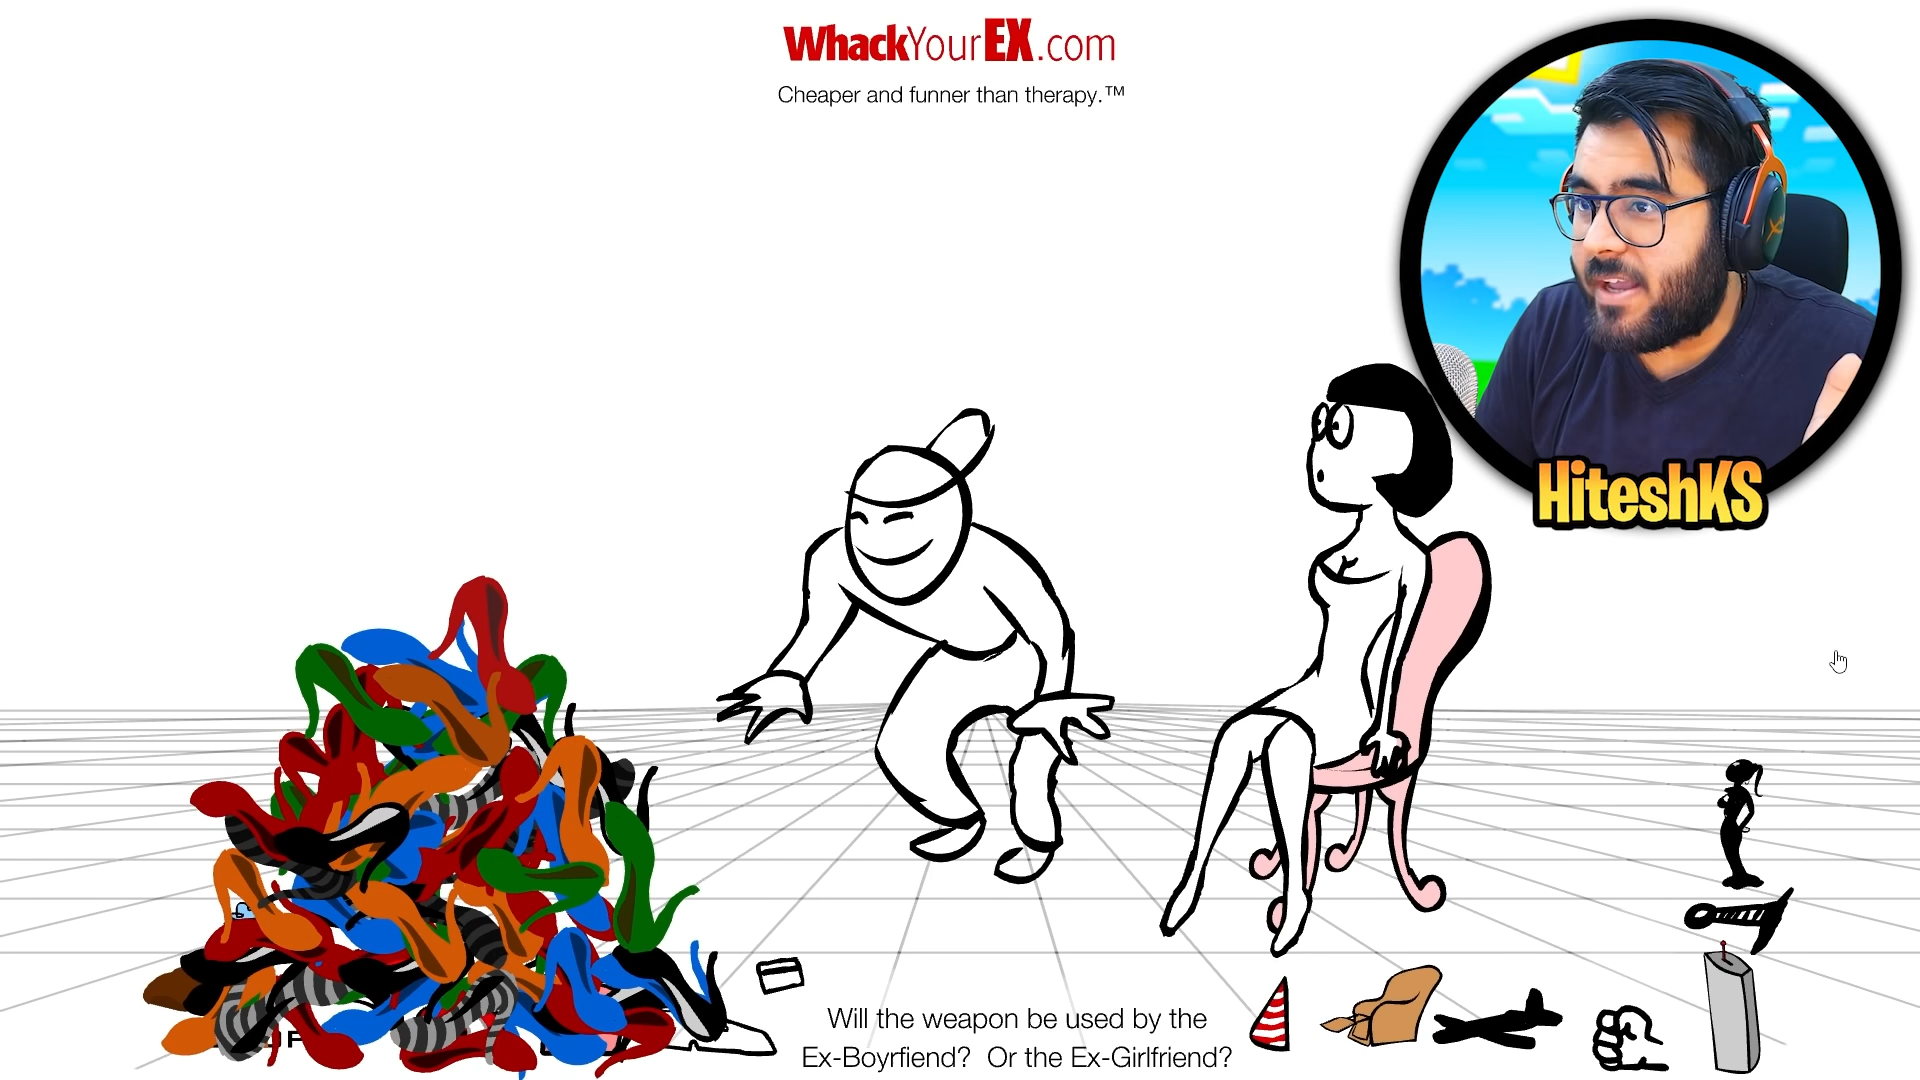 WhackYourEX.com
Cheaper and funner than therapy.™
HiteshKS
Will the weapon be used by the
Ex-Boyrfiend? Or the Ex-Girlfriend?